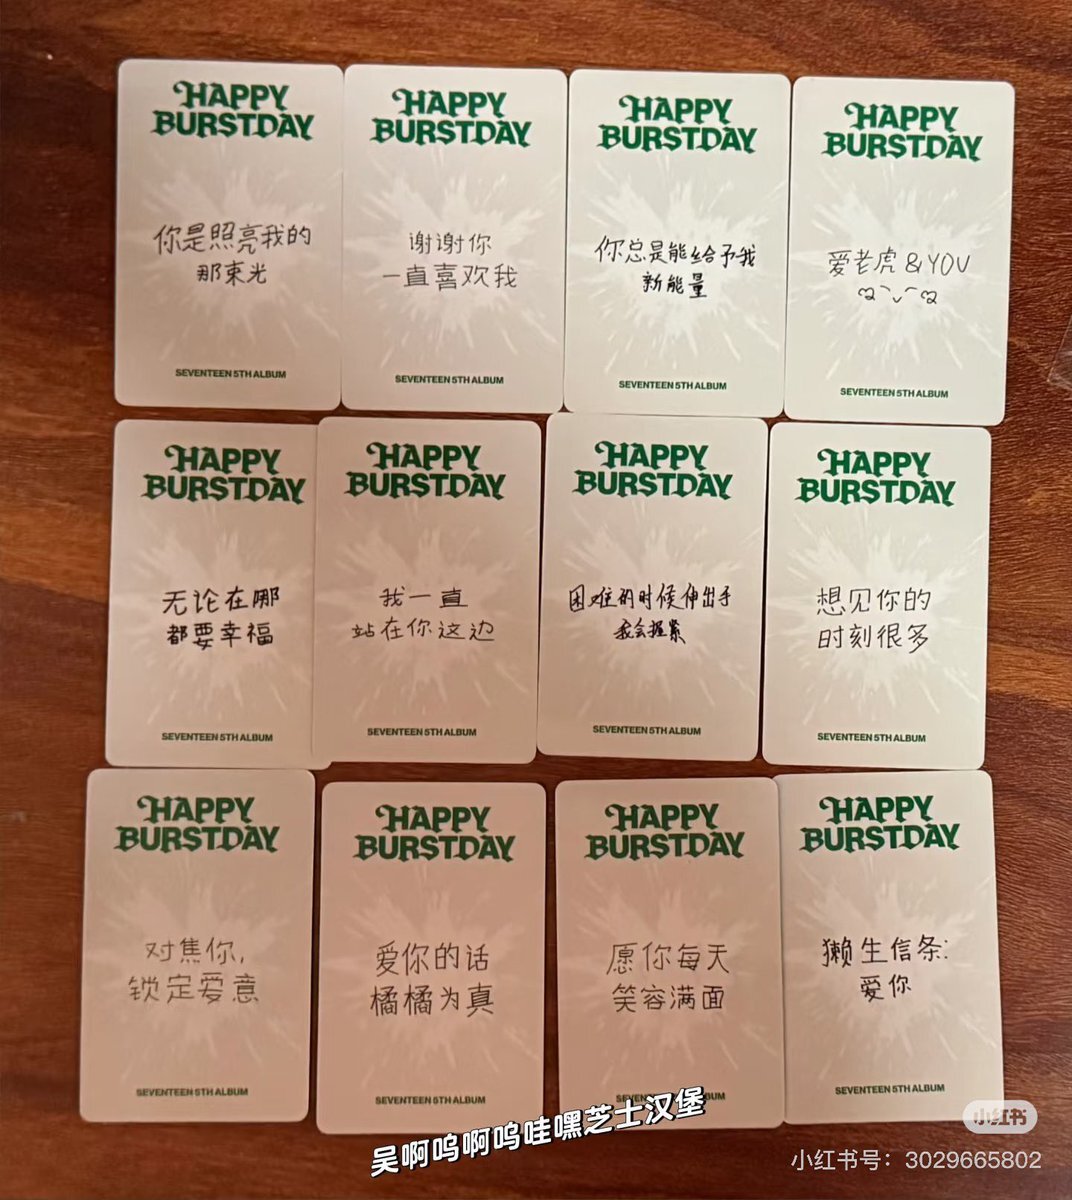 HAPPY
BURSTDAY
你是照亮我的
那束光
SEVENTEEN 5TH ALBUM
HAPPY
BURSTDAY
谢谢你
一直喜欢我
SEVENTEEN 5TH ALBUM
HAPPY
BURSTDAY
你总是能给予我
新能量
SEVENTEEN 5TH ALBUM
HAPPY
BURSTDAY
爱老虎&YOU
SEVENTEEN 5TH ALBUM
HAPPY
BURSTDAY
无论在哪
都要幸福
SEVENTEEN 5TH ALBUM
HAPPY
BURSTDAY
我一直
站在你这边
SEVENTEEN 5TH ALBUM
HAPPY
BURSTDAY
困难的时候伸出手
我会握紧
SEVENTEEN 5TH ALBUM
HAPPY
BURSTDAY
想见你的
时刻很多
SEVENTEEN 5TH ALBUM
HAPPY
BURSTDAY
对焦你,
锁定爱意
SEVENTEEN 5TH ALBUM
HAPPY
BURSTDAY
爱你的话
橘橘为真
SEVENTEEN 5TH ALBUM
HAPPY
BURSTDAY
愿你每天
笑容满面
SEVENTEEN 5TH ALBUM
HAPPY
BURSTDAY
獭生信条:
爱你
SEVENTEEN 5TH ALBUM
吴啊呜啊呜哇嘿芝士汉堡
小红书
小红书号：3029665802